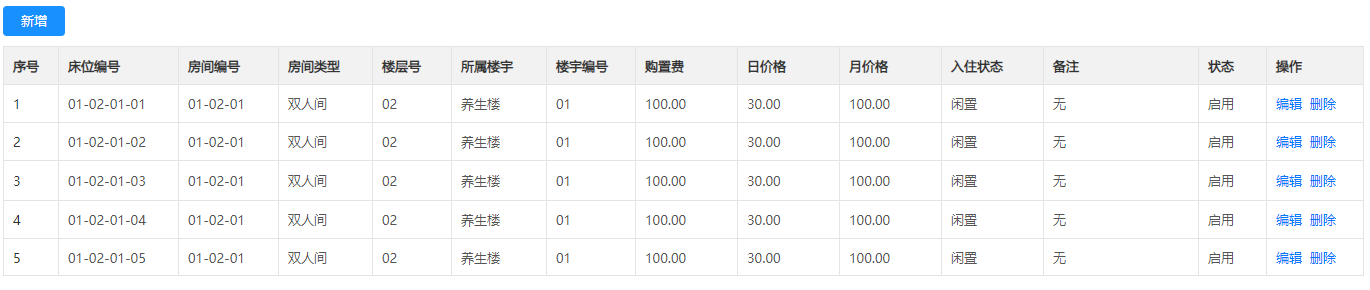 新增
序号 床位编号 房间编号 房间类型 楼层号 所属楼宇 楼宇编号 购置费 日价格 月价格 入住状态 备注 状态 操作
1 01-02-01-01 01-02-01 双人间 02 养生楼 01 100.00 30.00 100.00 闲置 无 启用 编辑 删除
2 01-02-01-02 01-02-01 双人间 02 养生楼 01 100.00 30.00 100.00 闲置 无 启用 编辑 删除
3 01-02-01-03 01-02-01 双人间 02 养生楼 01 100.00 30.00 100.00 闲置 无 启用 编辑 删除
4 01-02-01-04 01-02-01 双人间 02 养生楼 01 100.00 30.00 100.00 闲置 无 启用 编辑 删除
5 01-02-01-05 01-02-01 双人间 02 养生楼 01 100.00 30.00 100.00 闲置 无 启用 编辑 删除